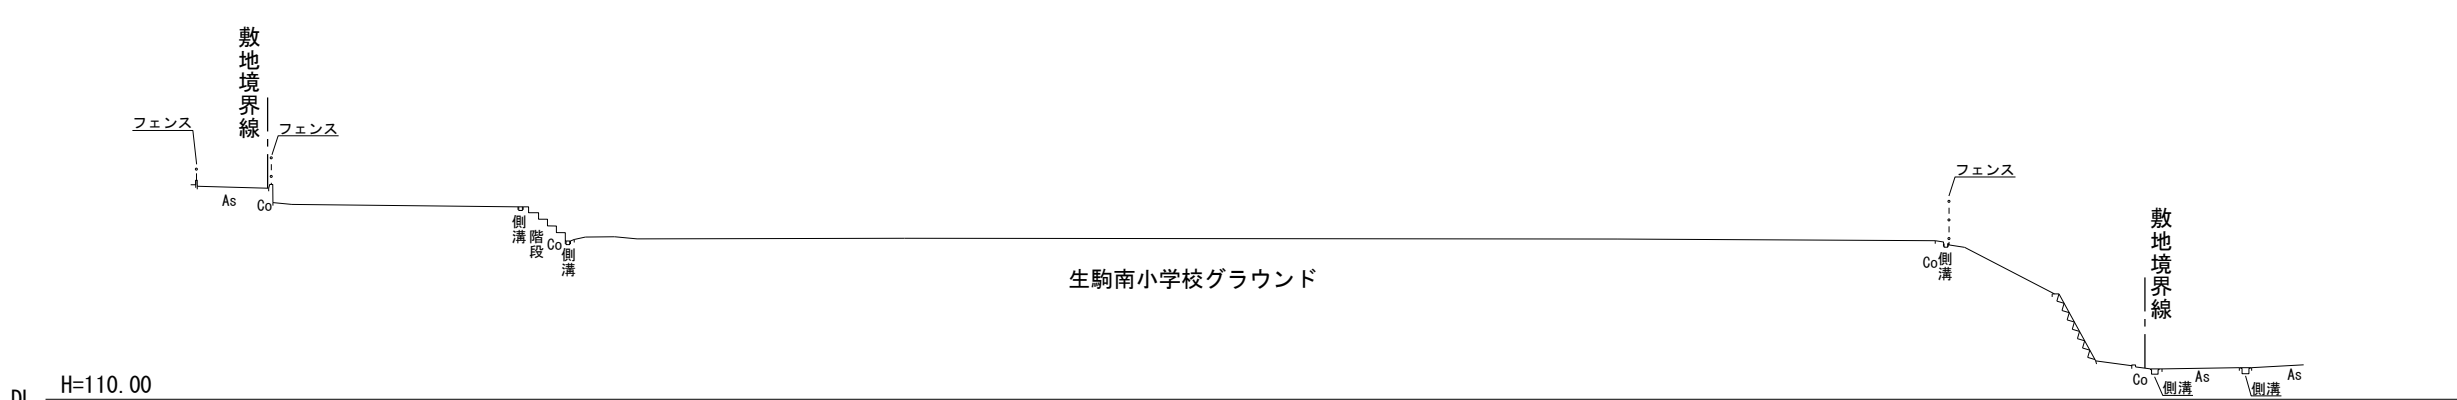 敷地境界線
フェンス
フェンス
As
Co
側溝
階段
Co
側溝
生駒南小学校グラウンド
フェンス
Co
側溝
敷地境界線
Co
側溝
As
側溝
As
H=110.00
DL